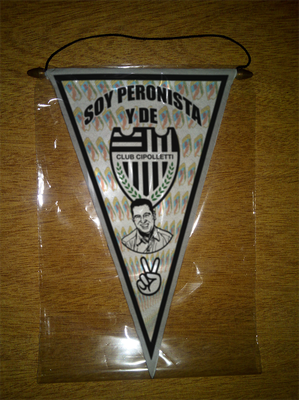 SOY PERONISTA
Y DE
CLUB CIPOLLETTI